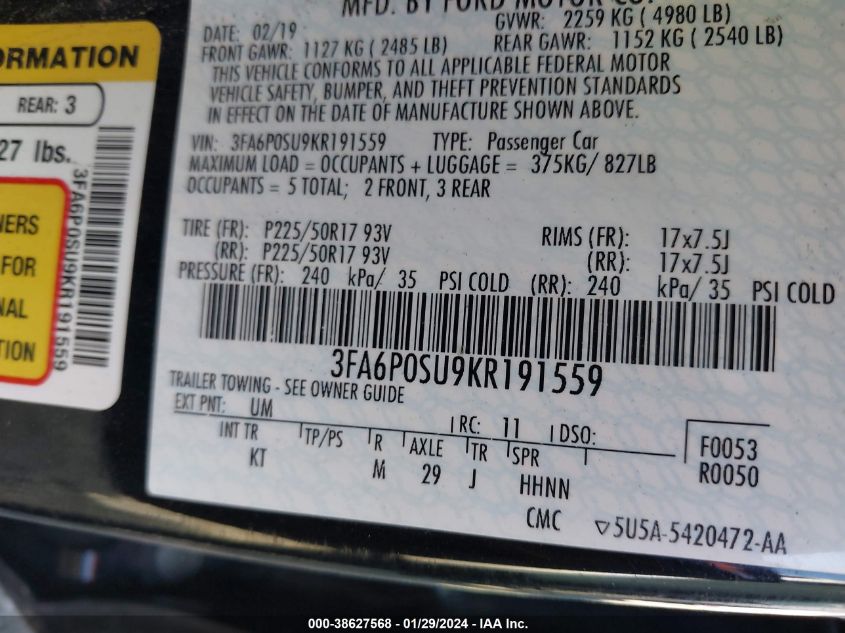 MFD. BY FORD MOTOR CO.
DATE: 02/19
GVWR: 2259 KG ( 4980 LB)
FRONT GAWR: 1127 KG ( 2485 LB)
REAR GAWR: 1152 KG ( 2540 LB)
THIS VEHICLE CONFORMS TO ALL APPLICABLE FEDERAL MOTOR
VEHICLE SAFETY, BUMPER, AND THEFT PREVENTION STANDARDS
IN EFFECT ON THE DATE OF MANUFACTURE SHOWN ABOVE.
VIN: 3FA6P0SU9KR191559 TYPE: Passenger Car
MAXIMUM LOAD = OCCUPANTS + LUGGAGE = 375KG/ 827LB
OCCUPANTS = 5 TOTAL; 2 FRONT, 3 REAR
TIRE (FR): P225/50R17 93V RIMS (FR): 17x7.5J
(RR): P225/50R17 93V (RR): 17x7.5J
PRESSURE (FR): 240 kPa/ 35 PSI COLD (RR): 240 kPa/ 35 PSI COLD
3FA6P0SU9KR191559
TRAILER TOWING - SEE OWNER GUIDE
EXT PNT: UM RC: 11 DSO:
INT TR TP/PS R AXLE TR SPR
KT M 29 J HHNN
F0053
R0050
CMC
5U5A-5420472-AA
ORMATION
REAR: 3
27 lbs.
3FA6P0SU9KR191559
NERS
FOR
NAL
TION
000-38627568 - 01/29/2024 - IAA Inc.